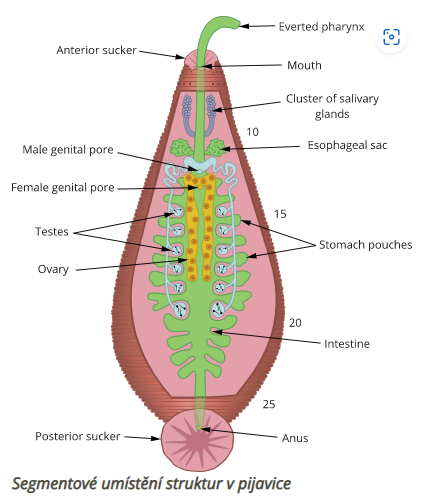 Everted pharynx
Anterior sucker
Mouth
Cluster of salivary
glands
10
Male genital pore
Esophageal sac
Female genital pore
15
Testes
Stomach pouches
Ovary
20
Intestine
25
Posterior sucker
Anus
Segmentové umístění struktur v pijavice